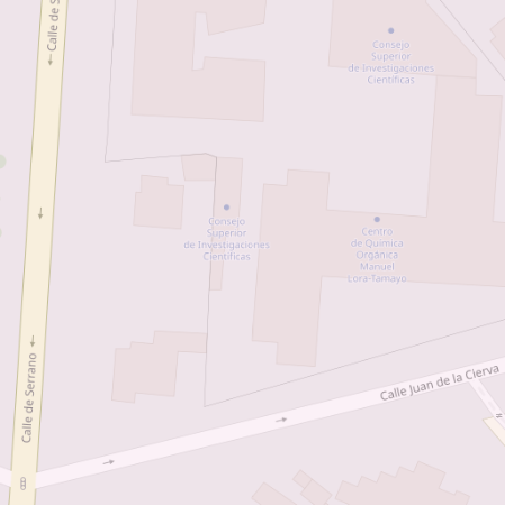 Calle de S
Consejo
Superior
de Investigaciones
Científicas
Consejo
Superior
de Investigaciones
Científicas
Centro
de Química
Orgánica
Manuel
Lora-Tamayo
Calle de Serrano
Calle Juan de la Cierva